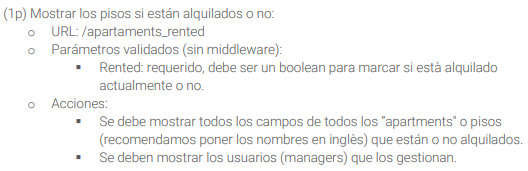 (1p) Mostrar los pisos si están alquilados o no:
o URL: /apartaments_rented
o Parámetros validados (sin middleware):
▪ Rented: requerido, debe ser un boolean para marcar si està alquilado
actualmente o no.
o Acciones:
▪ Se debe mostrar todos los campos de todos los “apartments" o pisos
(recomendamos poner los nombres en inglès) que están o no alquilados.
▪ Se deben mostrar los usuarios (managers) que los gestionan.